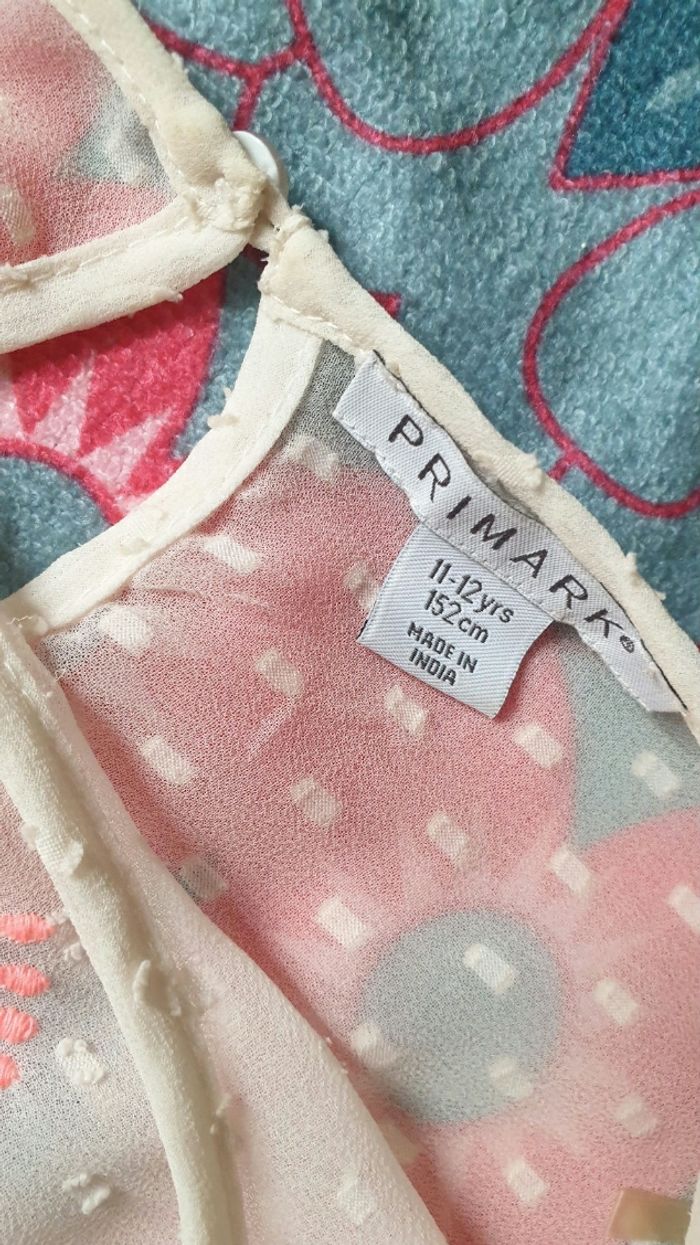 PRIMARK®
11-12yrs
152cm
MADE IN
INDIA